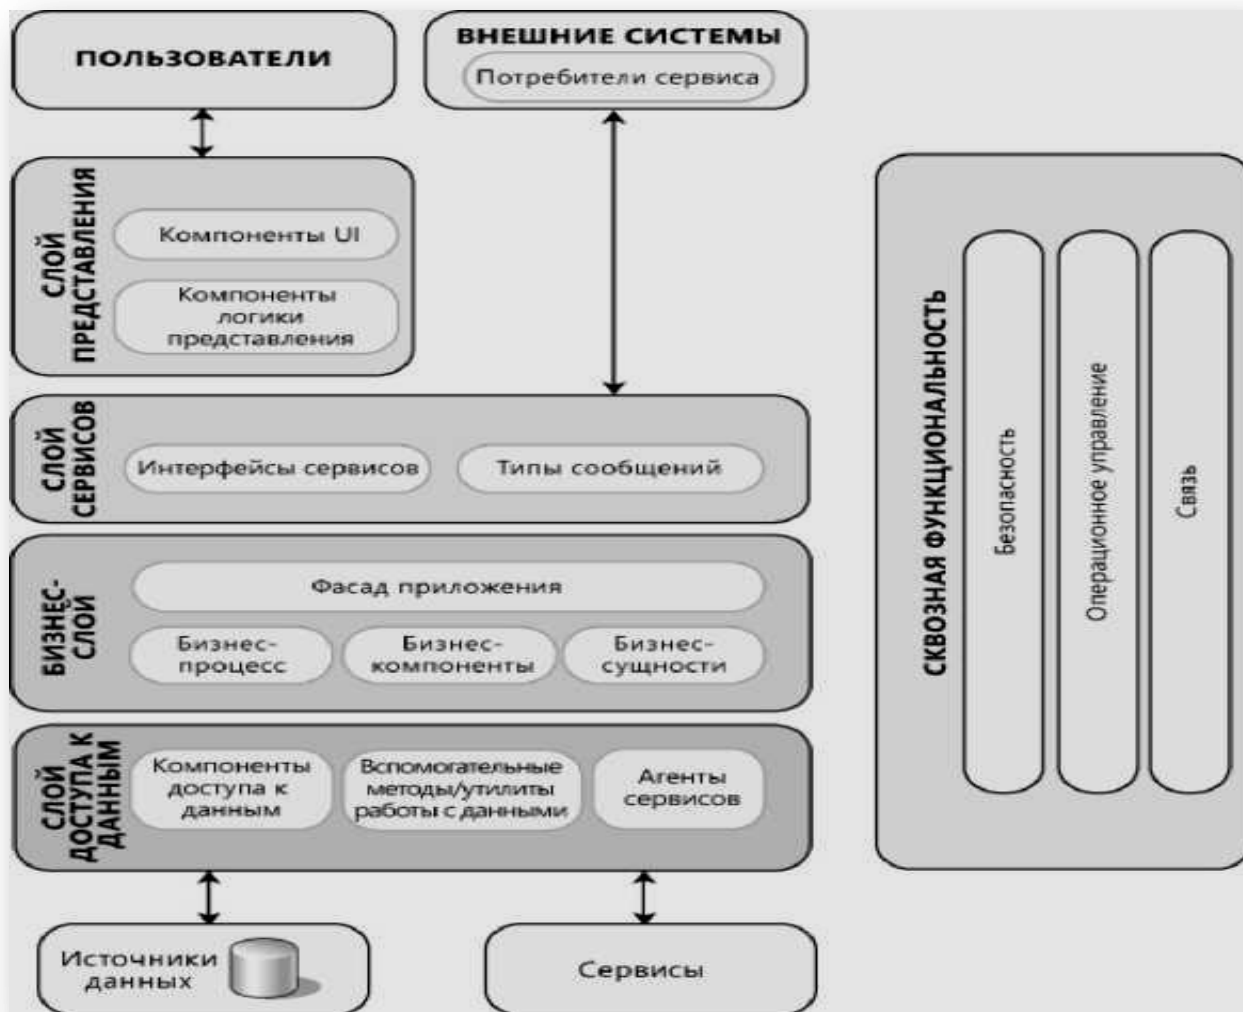 ПОЛЬЗОВАТЕЛИ
ВНЕШНИЕ СИСТЕМЫ
Потребители сервиса
СЛОЙ
ПРЕДСТАВЛЕНИЯ
Компоненты UI
Компоненты
логики
представления
СЛОЙ
СЕРВИСОВ
Интерфейсы сервисов
Типы сообщений
БИЗНЕС-
СЛОЙ
Фасад приложения
Бизнес-
процесс
Бизнес-
компоненты
Бизнес-
сущности
СЛОЙ
ДОСТУПА К
ДАННЫМ
Компоненты
доступа к
данным
Вспомогательные
методы/утилиты
работы с данными
Агенты
сервисов
Источники
данных
Сервисы
СКВОЗНАЯ ФУНКЦИОНАЛЬНОСТЬ
Безопасность
Операционное управление
Связь